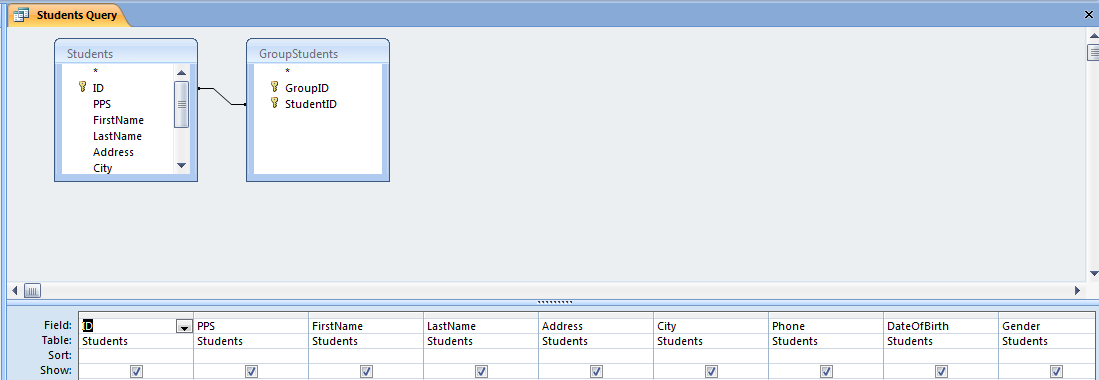 Students Query
Students
*
ID
PPS
FirstName
LastName
Address
City
GroupStudents
*
GroupID
StudentID
Field: ID PPS FirstName LastName Address City Phone DateOfBirth Gender
Table: Students Students Students Students Students Students Students Students Students
Sort:
Show: